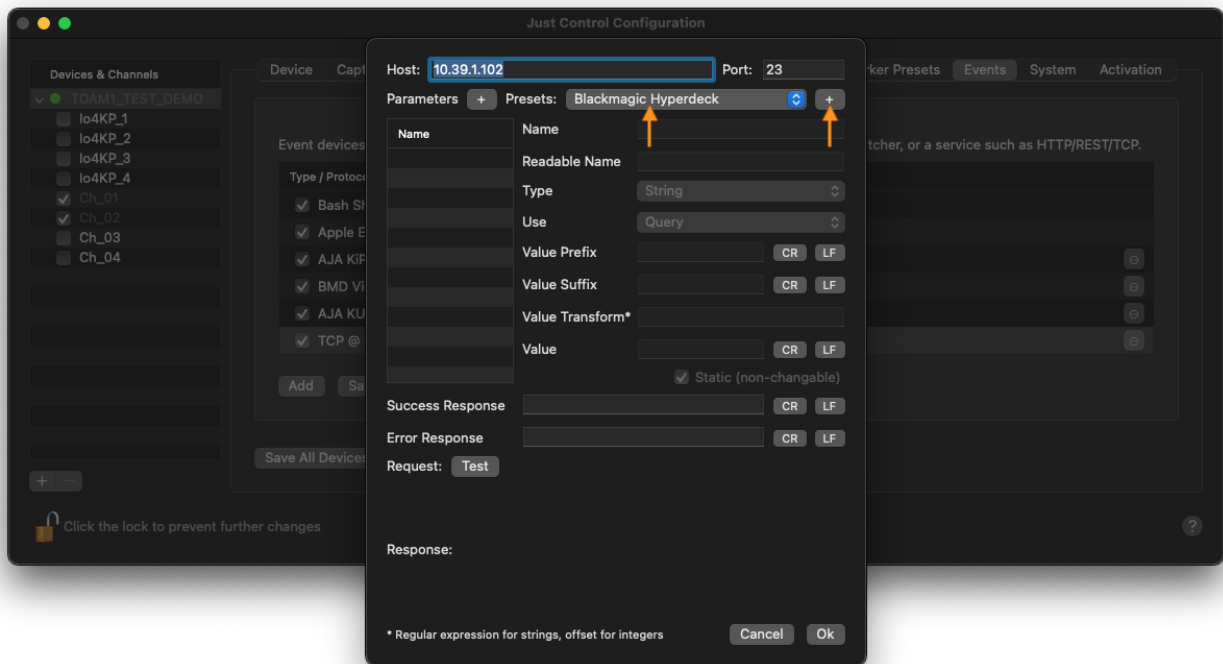 Just Control Configuration
Devices & Channels
TOAM1_TEST_DEMO
Io4KP_1
Io4KP_2
Io4KP_3
Io4KP_4
Ch_01
Ch_02
Ch_03
Ch_04
+ −
Click the lock to prevent further changes
Device Capt
ker Presets Events System Activation
Event devices
tcher, or a service such as HTTP/REST/TCP.
Type / Protoco
Bash Sh
Apple E
AJA KiP
BMD Vi
AJA KU
TCP @
Add Sa
Save All Devices
?
Host: 10.39.1.102 Port: 23
Parameters + Presets: Blackmagic Hyperdeck +
Name
Name
Readable Name
Type String
Use Query
Value Prefix CR LF
Value Suffix CR LF
Value Transform*
Value CR LF
Static (non-changable)
Success Response CR LF
Error Response CR LF
Request: Test
Response:
* Regular expression for strings, offset for integers
Cancel Ok